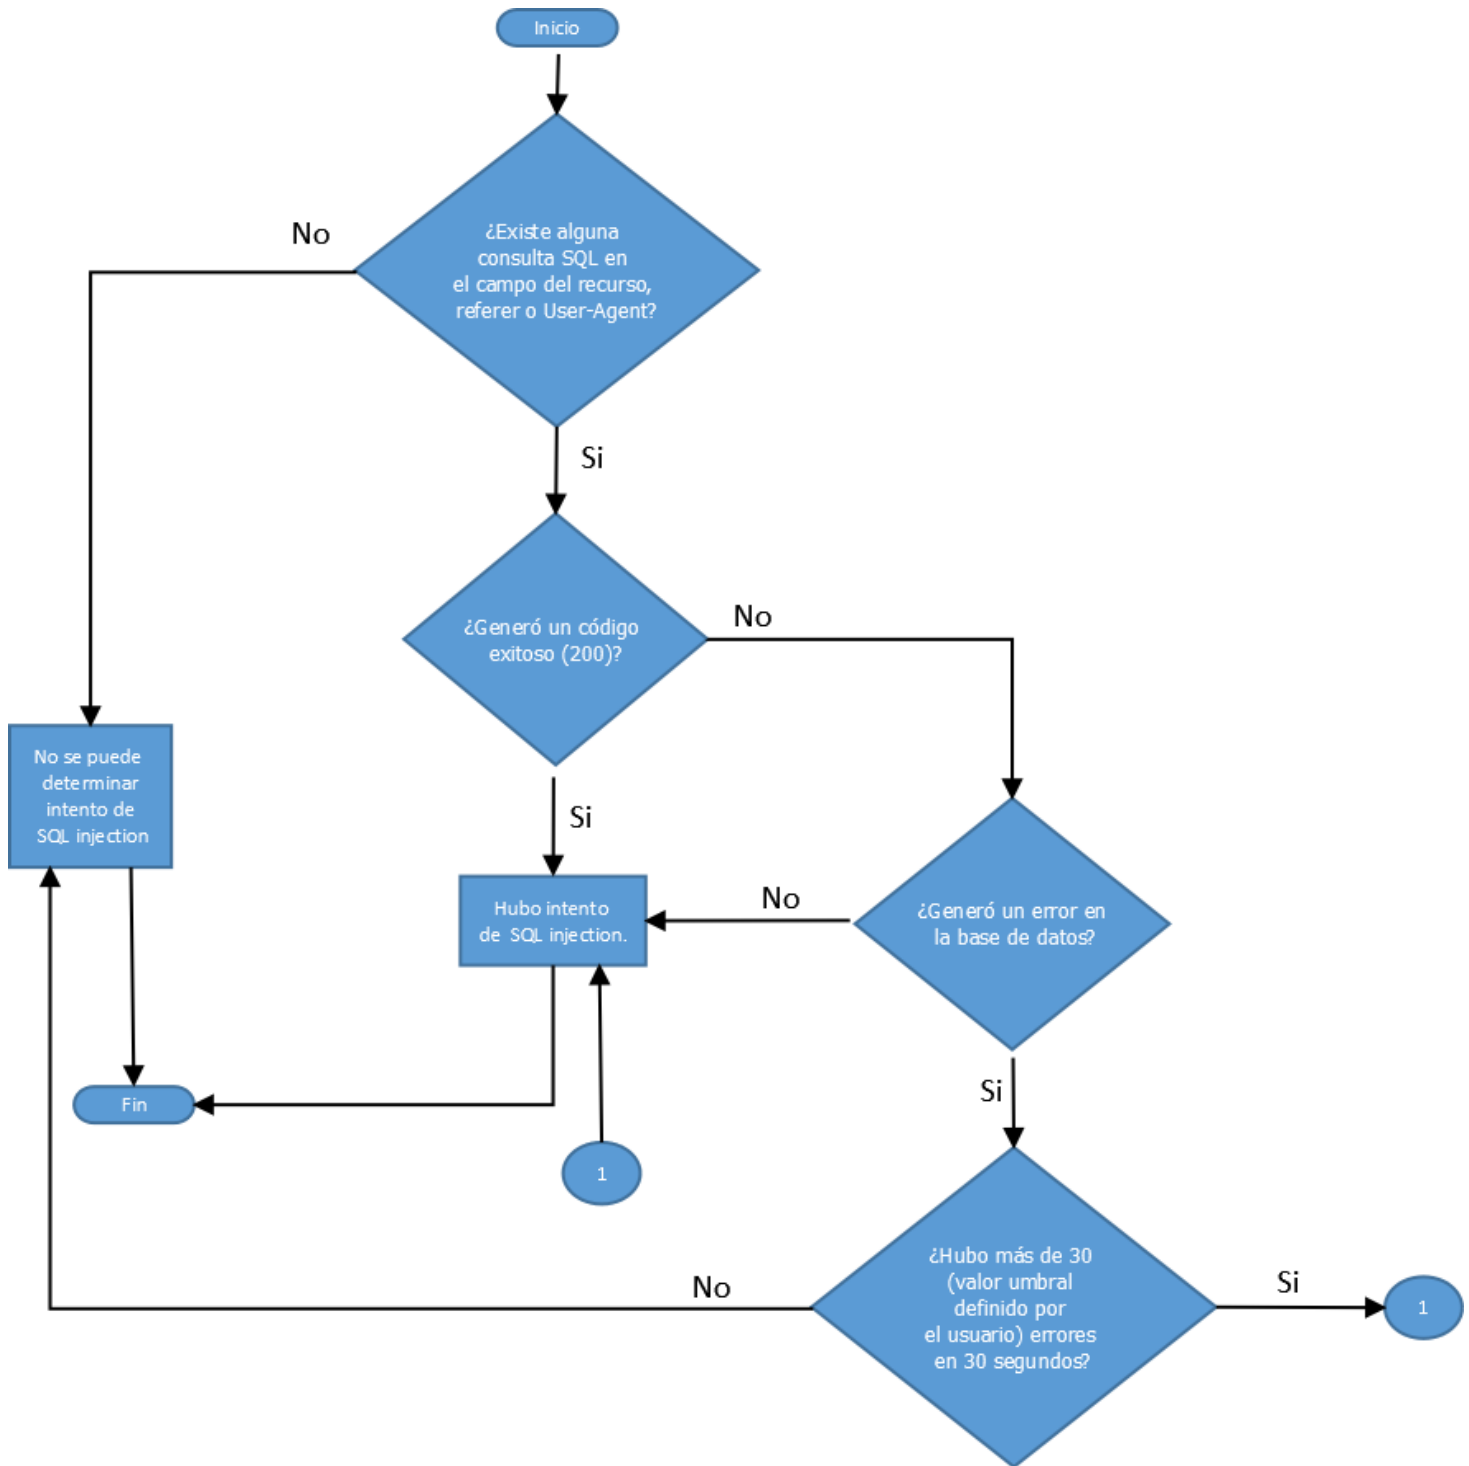 Inicio
No
¿Existe alguna
consulta SQL en
el campo del recurso,
referer o User-Agent?
Si
No
¿Generó un código
exitoso (200)?
No se puede
determinar
intento de
SQL injection
Si
Hubo intento
de SQL injection.
No
¿Generó un error en
la base de datos?
Si
Fin
1
No
¿Hubo más de 30
(valor umbral
definido por
el usuario) errores
en 30 segundos?
Si
1